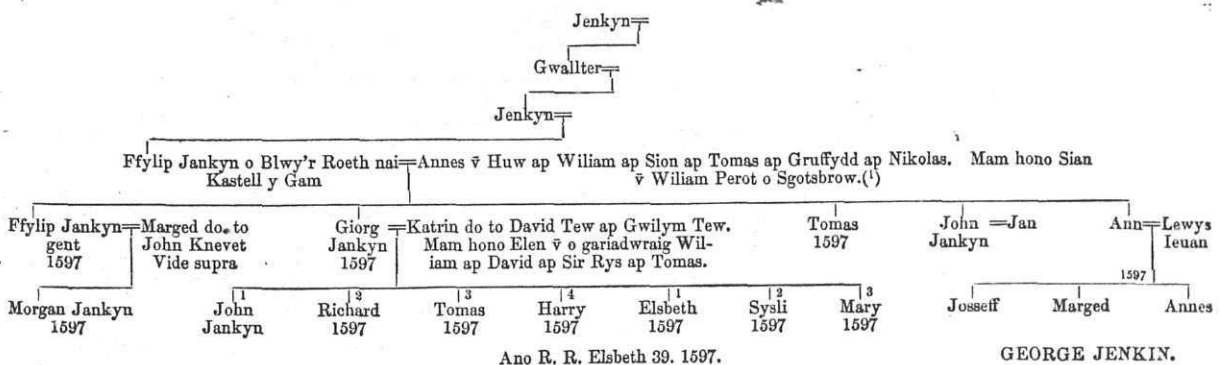 Jenkyn
Gwallter
Jenkyn
Ffylip Jankyn o Blwy'r Roeth nai=Annes v̄ Huw ap Wiliam ap Sion ap Tomas ap Gruffydd ap Nikolas. Mam hono Sian
Kastell y Gam
v̄ Wiliam Perot o Sgotsbrow.(¹)
Ffylip Jankyn=Marged do. to
gent
John Knevet
1597
Vide supra
Giorg
Jankyn
1597
=Katrin do to David Tew ap Gwilym Tew.
Mam hono Elen v̄ o gariadwraig Wil-
iam ap David ap Sir Rys ap Tomas.
Tomas
1597
John =Jan
Jankyn
Ann=Lewys
Ieuan
1597
Morgan Jankyn
1597
1
John
Jankyn
2
Richard
1597
3
Tomas
1597
4
Harry
1597
1
Elsbeth
1597
2
Sysli
1597
3
Mary
1597
Josseff
Marged
Annes
Ano R. R. Elsbeth 39. 1597.
GEORGE JENKIN.